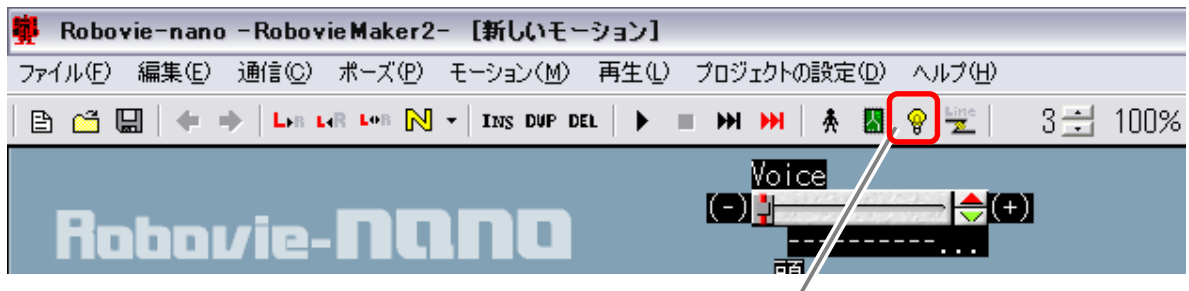 Robovie-nano -RobovieMaker2- [新しいモーション]
ファイル(F) 編集(E) 通信(C) ポーズ(P) モーション(M) 再生(L) プロジェクトの設定(D) ヘルプ(H)
L▸R L◂R L◂▸R N INS DUP DEL Line 3 100%
Voice
(-) (+)
Robovie-nano
----------...
頭